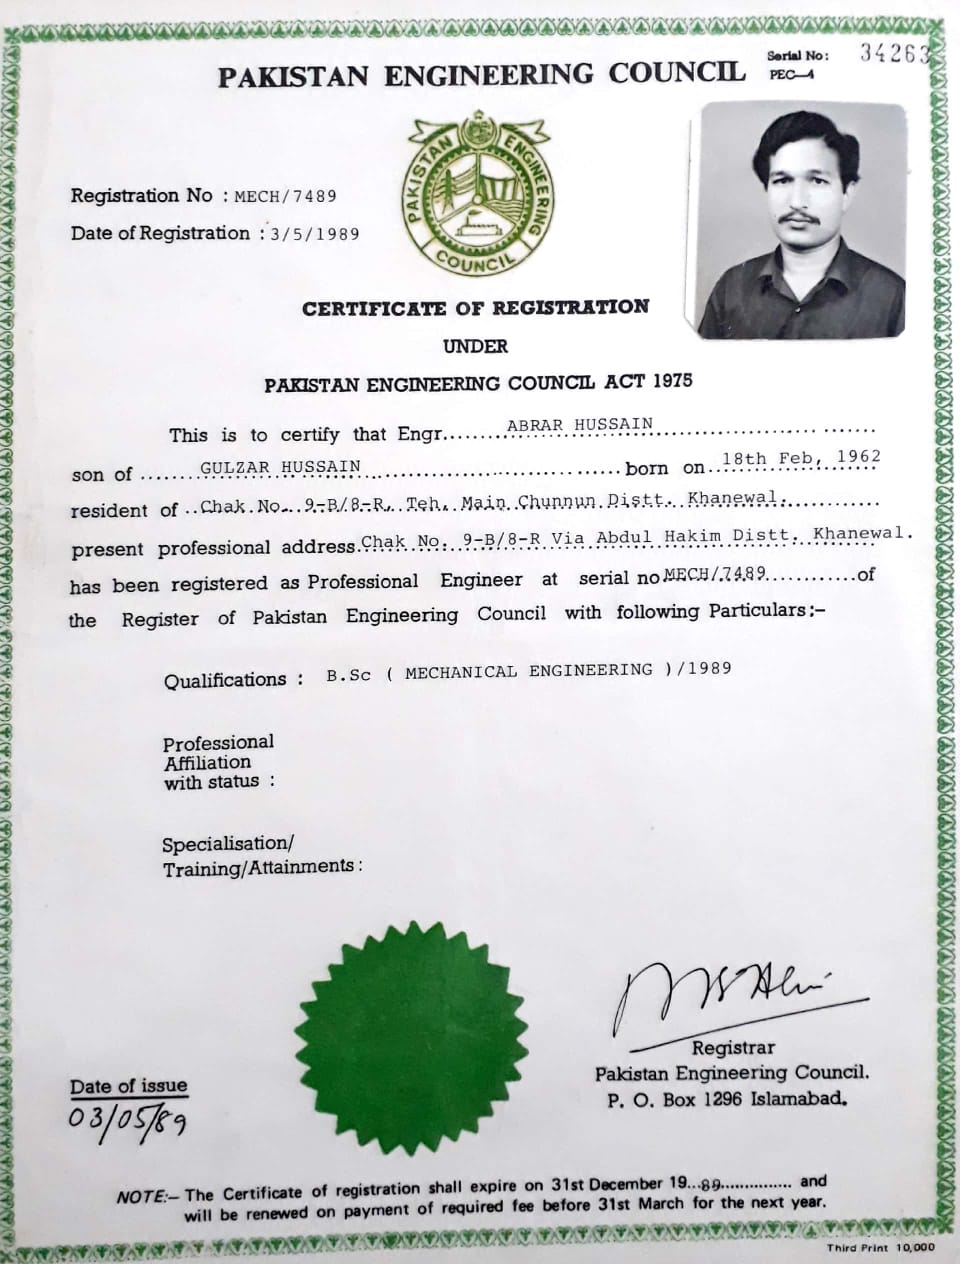 PAKISTAN ENGINEERING COUNCIL
Serial No: 34263
PEC-4
Registration No : MECH/7489
Date of Registration : 3/5/1989
PAKISTAN ENGINEERING COUNCIL
CERTIFICATE OF REGISTRATION
UNDER
PAKISTAN ENGINEERING COUNCIL ACT 1975
This is to certify that Engr. ABRAR HUSSAIN
son of GULZAR HUSSAIN born on 18th Feb, 1962
resident of Chak No. 9-B/8-R, Teh. Main Chunnun Distt. Khanewal.
present professional address Chak No. 9-B/8-R Via Abdul Hakim Distt. Khanewal.
has been registered as Professional Engineer at serial no MECH/7489 of
the Register of Pakistan Engineering Council with following Particulars:-
Qualifications : B.Sc ( MECHANICAL ENGINEERING )/1989
Professional
Affiliation
with status :
Specialisation/
Training/Attainments :
Registrar
Pakistan Engineering Council.
P. O. Box 1296 Islamabad.
Date of issue
03/05/89
NOTE:- The Certificate of registration shall expire on 31st December 19 89 and
will be renewed on payment of required fee before 31st March for the next year.
Third Print 10,000